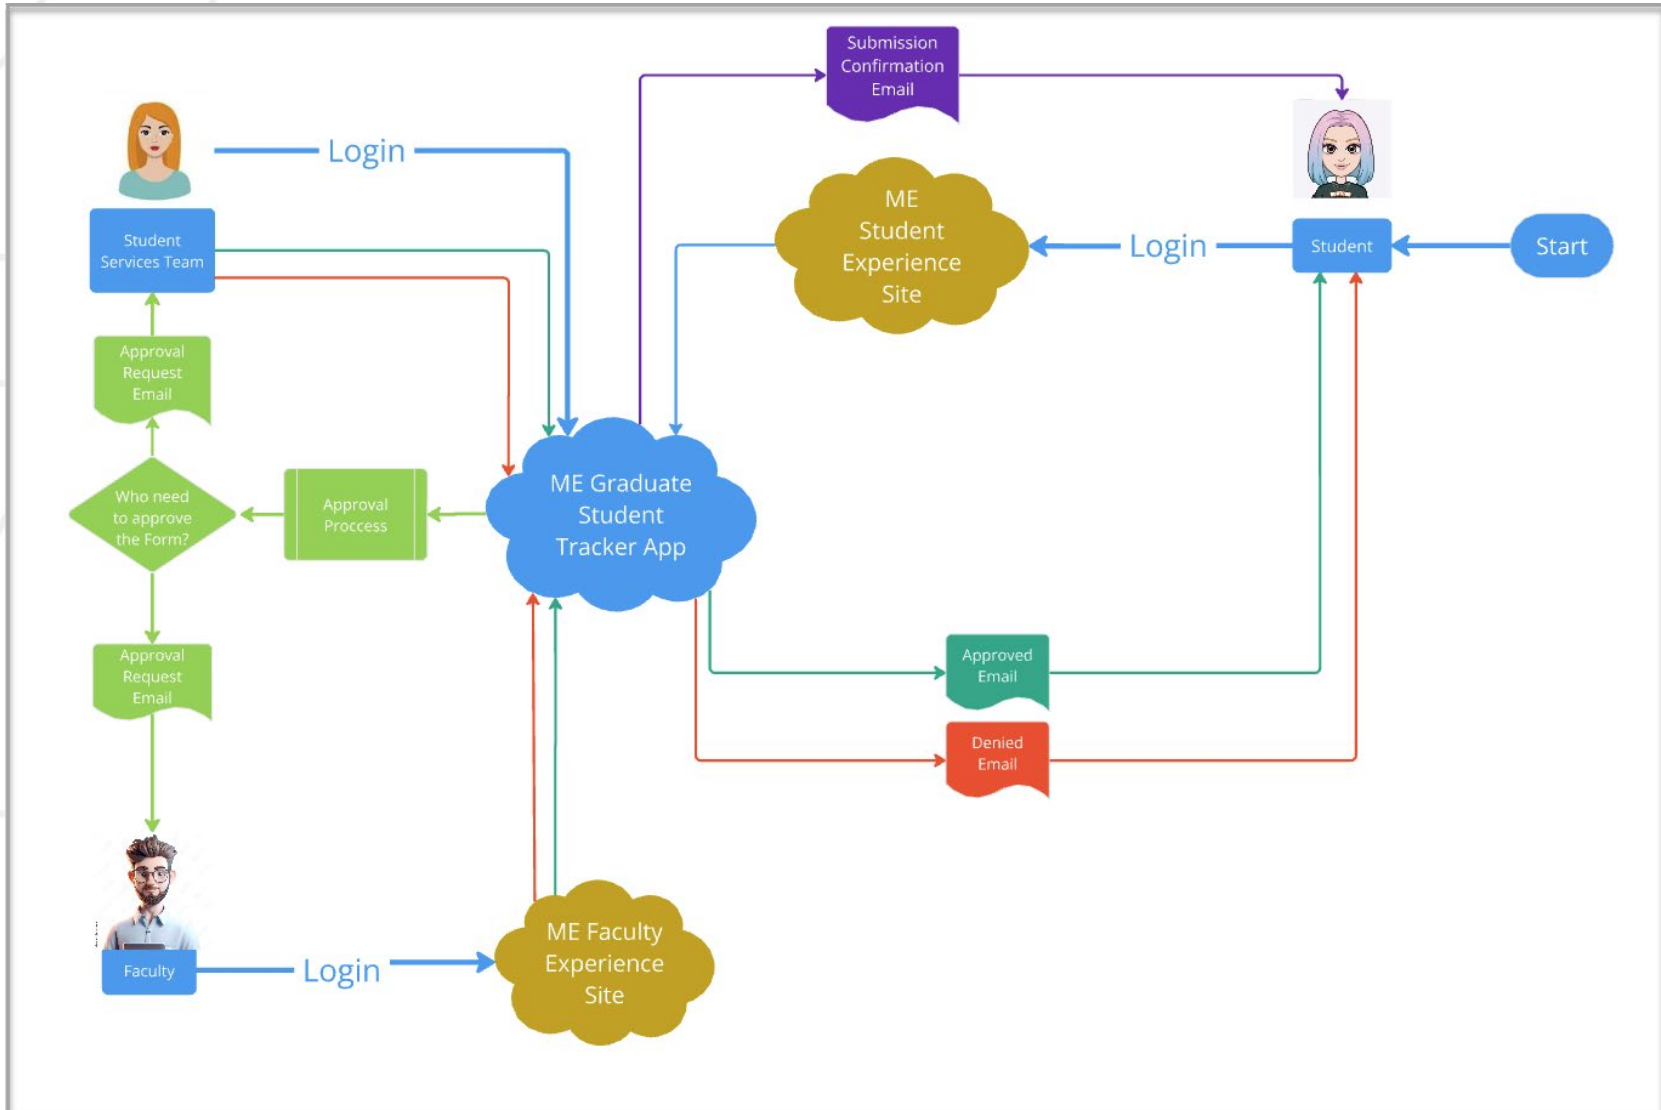 Submission
Confirmation
Email
Login
ME
Student
Experience
Site
Student
Services Team
Login
Student
Start
Approval
Request
Email
Who need
to approve
the Form?
Approval
Proccess
ME Graduate
Student
Tracker App
Approval
Request
Email
Approved
Email
Denied
Email
Faculty
Login
ME Faculty
Experience
Site